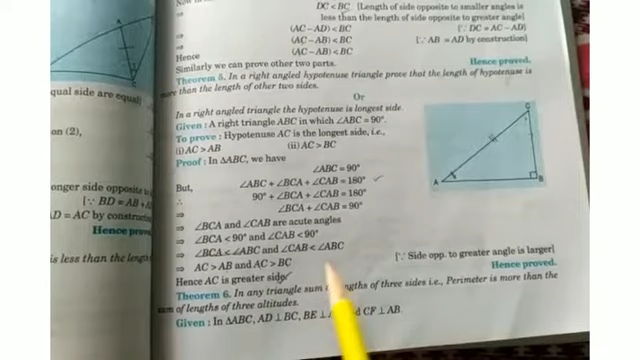 qual side are equal]
on (2),
onger side opposite to
[∵ BD = AB +
AD = AC by construction
Hence prove
is less than the length of
⇒ DC < BC [Length of side opposite to smaller angles is
less than the length of side opposite to greater angle]
⇒ (AC – AD) < BC [∵ DC = AC – AD]
⇒ (AC – AB) < BC [∵ AB = AD by construction]
Hence (AC – AB) < BC
Similarly we can prove other two parts. Hence proved.
Theorem 5. In a right angled hypotenuse triangle prove that the length of hypotenuse is
more than the length of other two sides.
Or
In a right angled triangle the hypotenuse is longest side.
Given : A right triangle ABC in which ∠ABC = 90°.
To prove : Hypotenuse AC is the longest side, i.e.,
(i) AC > AB (ii) AC > BC
Proof : In ΔABC, we have
∠ABC = 90°
But, ∠ABC + ∠BCA + ∠CAB = 180°
∴ 90° + ∠BCA + ∠CAB = 180°
⇒ ∠BCA + ∠CAB = 90°
⇒ ∠BCA and ∠CAB are acute angles
⇒ ∠BCA < 90° and ∠CAB < 90°
⇒ ∠BCA < ∠ABC and ∠CAB < ∠ABC
⇒ AC > AB and AC > BC [∵ Side opp. to greater angle is larger]
Hence AC is greater side Hence proved.
Theorem 6. In any triangle sum of lengths of three sides i.e., Perimeter is more than the
sum of lengths of three altitudes.
Given : In ΔABC, AD ⊥ BC, BE ⊥ CF ⊥ AB.
A
C
A
B